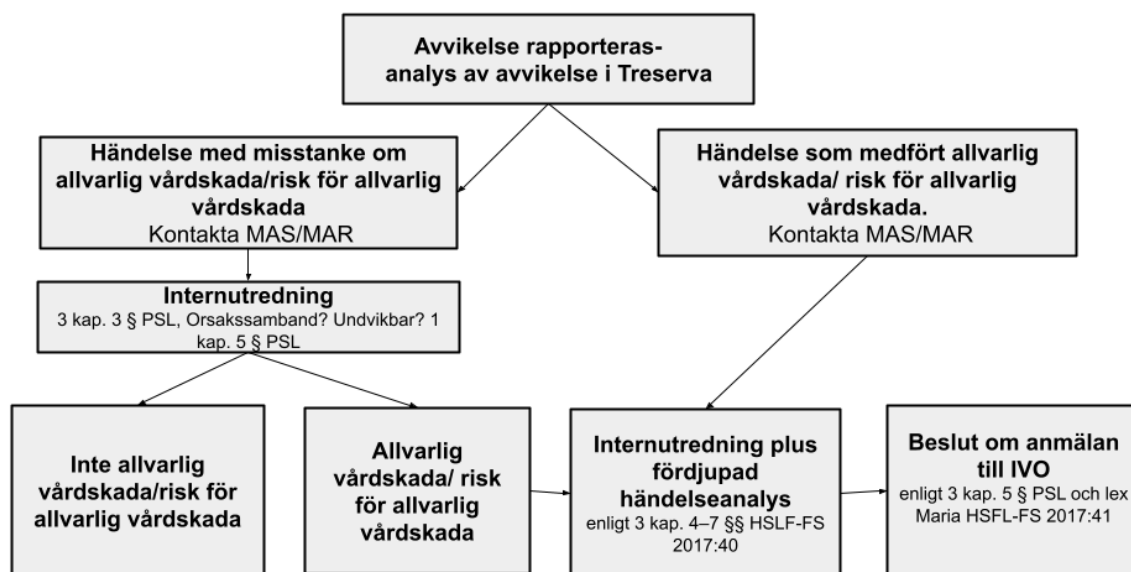 Avvikelse rapporteras-
analys av avvikelse i Treserva
Händelse med misstanke om
allvarlig vårdskada/risk för allvarlig
vårdskada
Kontakta MAS/MAR
Händelse som medfört allvarlig
vårdskada/ risk för allvarlig
vårdskada.
Kontakta MAS/MAR
Internutredning
3 kap. 3 § PSL, Orsakssamband? Undvikbar? 1
kap. 5 § PSL
Inte allvarlig
vårdskada/risk för
allvarlig vårdskada
Allvarlig
vårdskada/ risk
för allvarlig
vårdskada
Internutredning plus
fördjupad
händelseanalys
enligt 3 kap. 4–7 §§ HSLF-FS
2017:40
Beslut om anmälan
till IVO
enligt 3 kap. 5 § PSL och lex
Maria HSFL-FS 2017:41